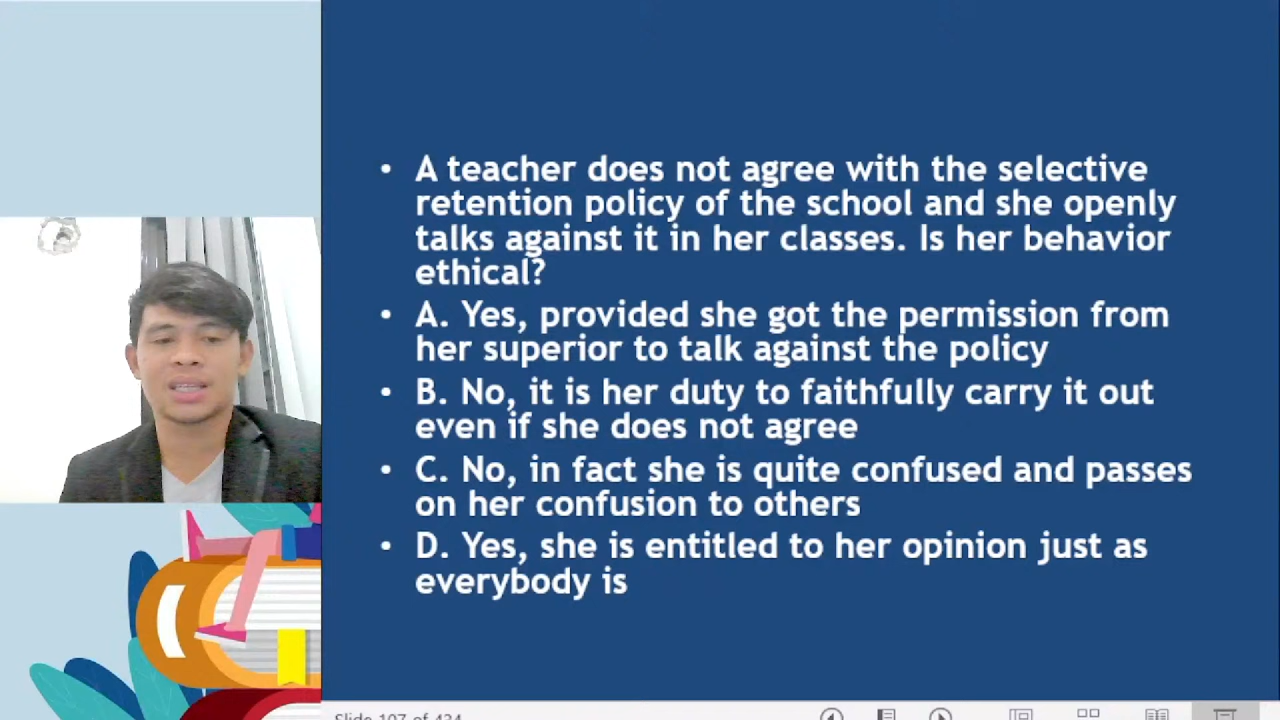 • A teacher does not agree with the selective
retention policy of the school and she openly
talks against it in her classes. Is her behavior
ethical?
• A. Yes, provided she got the permission from
her superior to talk against the policy
• B. No, it is her duty to faithfully carry it out
even if she does not agree
• C. No, in fact she is quite confused and passes
on her confusion to others
• D. Yes, she is entitled to her opinion just as
everybody is
Slide 107 of 434